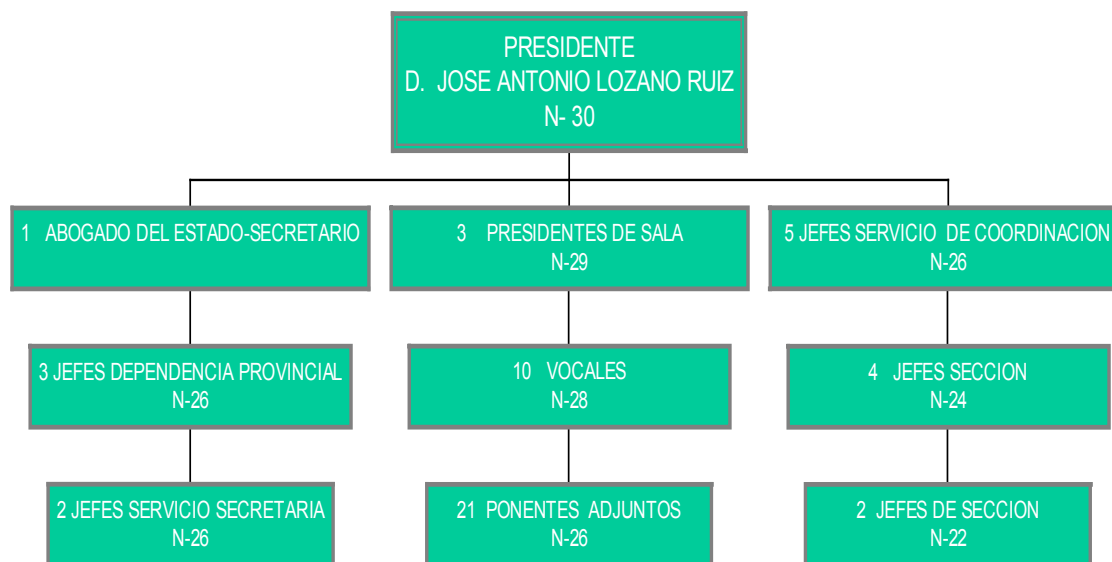 PRESIDENTE
D. JOSE ANTONIO LOZANO RUIZ
N- 30
1 ABOGADO DEL ESTADO-SECRETARIO
3 PRESIDENTES DE SALA
N-29
5 JEFES SERVICIO DE COORDINACION
N-26
3 JEFES DEPENDENCIA PROVINCIAL
N-26
10 VOCALES
N-28
4 JEFES SECCION
N-24
2 JEFES SERVICIO SECRETARIA
N-26
21 PONENTES ADJUNTOS
N-26
2 JEFES DE SECCION
N-22